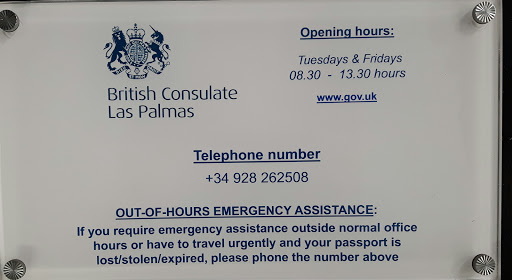 British Consulate
Las Palmas
Opening hours:
Tuesdays & Fridays
08.30 - 13.30 hours
www.gov.uk
Telephone number
+34 928 262508
OUT-OF-HOURS EMERGENCY ASSISTANCE:
If you require emergency assistance outside normal office
hours or have to travel urgently and your passport is
lost/stolen/expired, please phone the number above